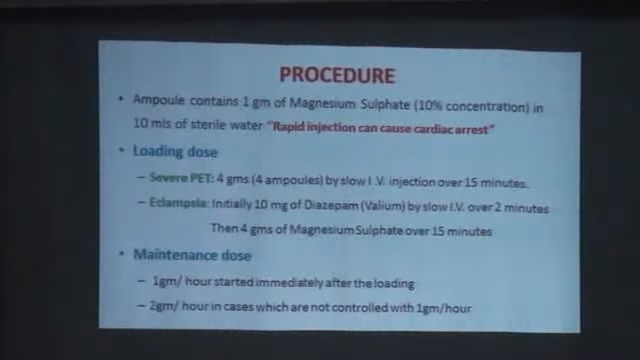 PROCEDURE
• Ampoule contains 1 gm of Magnesium Sulphate (10% concentration) in
10 mls of sterile water "Rapid injection can cause cardiac arrest"
• Loading dose
– Severe PET: 4 gms (4 ampoules) by slow I.V. injection over 15 minutes.
– Eclampsia: Initially 10 mg of Diazepam (Valium) by slow I.V. over 2 minutes
Then 4 gms of Magnesium Sulphate over 15 minutes
• Maintenance dose
– 1gm/ hour started immediately after the loading
– 2gm/ hour in cases which are not controlled with 1gm/hour